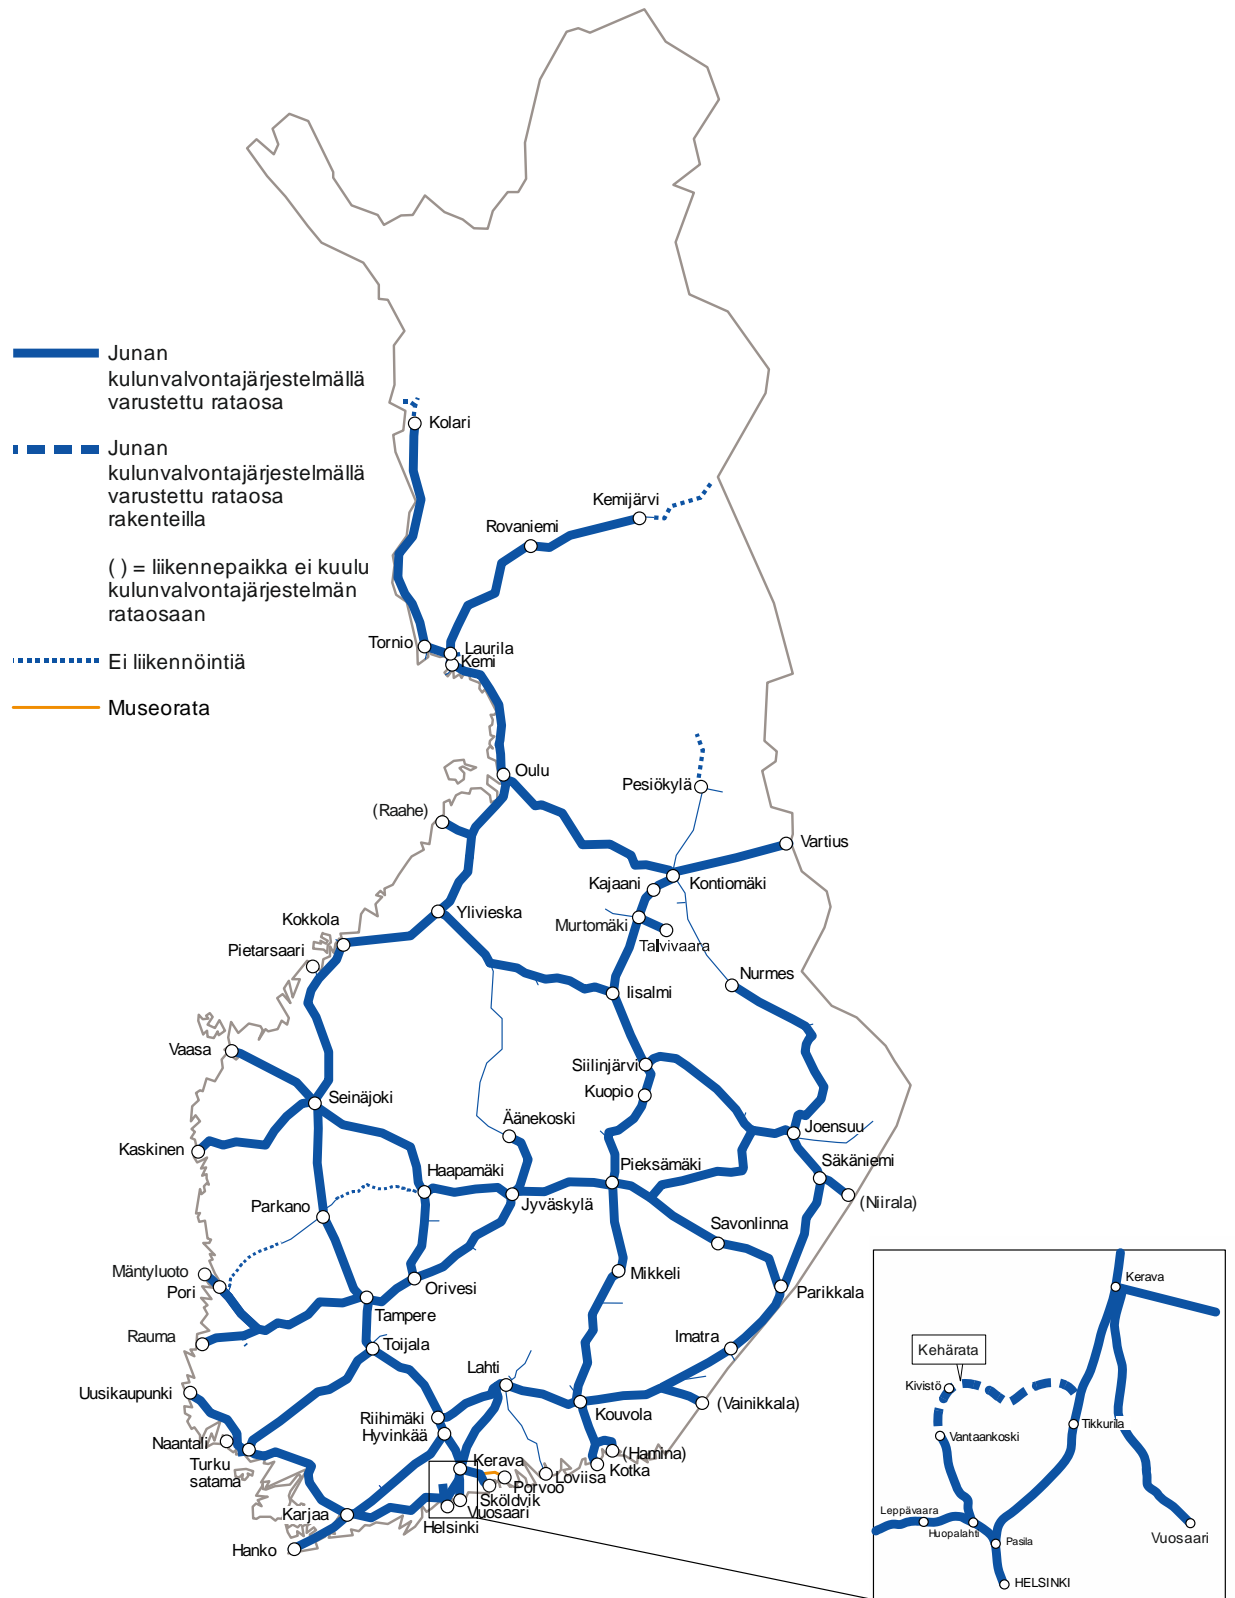 Junan
kulunvalvontajärjestelmällä
varustettu rataosa
Junan
kulunvalvontajärjestelmällä
varustettu rataosa
rakenteilla
( ) = liikennepaikka ei kuulu
kulunvalvontajärjestelmän
rataosaan
Ei liikennöintiä
Museorata
Kolari
Kemijärvi
Rovaniemi
Tornio
Laurila
Kemi
Oulu
Pesiökylä
(Raahe)
Vartius
Kajaani
Kontiomäki
Ylivieska
Kokkola
Murtomäki
Talvivaara
Pietarsaari
Nurmes
Iisalmi
Vaasa
Siilinjärvi
Kuopio
Seinäjoki
Äänekoski
Joensuu
Kaskinen
Säkäniemi
Haapamäki
Pieksämäki
Jyväskylä
(Niirala)
Parkano
Savonlinna
Mäntyluoto
Pori
Mikkeli
Orivesi
Parikkala
Tampere
Rauma
Imatra
Toijala
Lahti
Uusikaupunki
(Vainikkala)
Kouvola
Riihimäki
Hyvinkää
Naantali
Turku
satama
(Hamina)
Kerava
Kotka
Loviisa
Porvoo
Sköldvik
Vuosaari
Karjaa
Helsinki
Hanko
Kerava
Kehärata
Kivistö
Tikkurila
Vantaankoski
Leppävaara
Huopalahti
Pasila
Vuosaari
HELSINKI